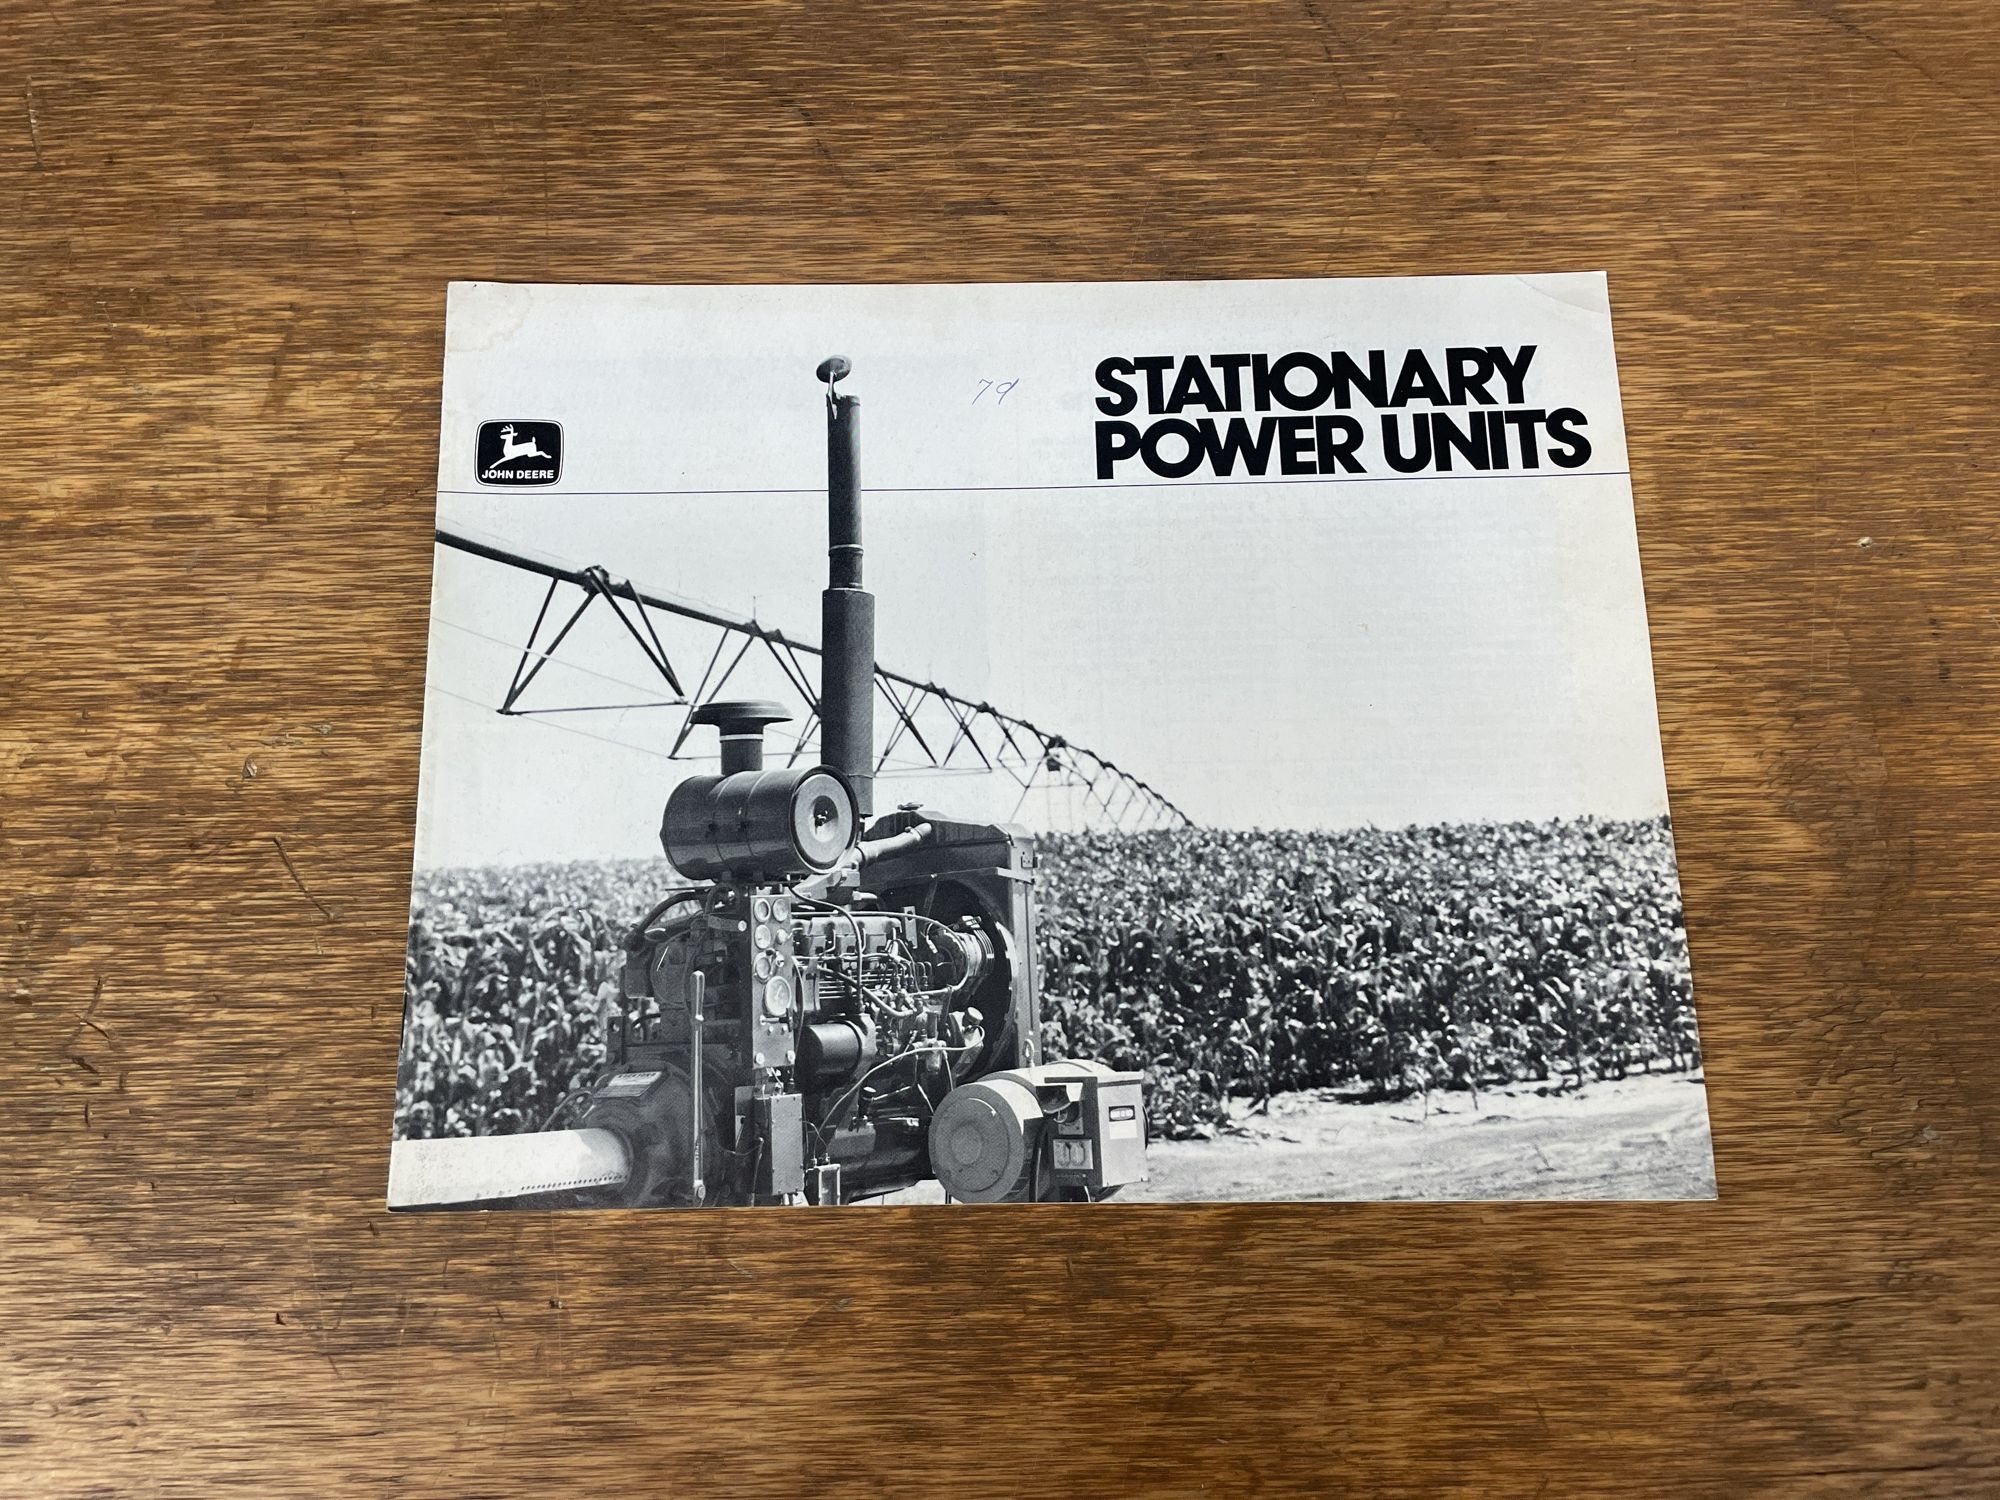 79
STATIONARY
POWER UNITS
JOHN DEERE